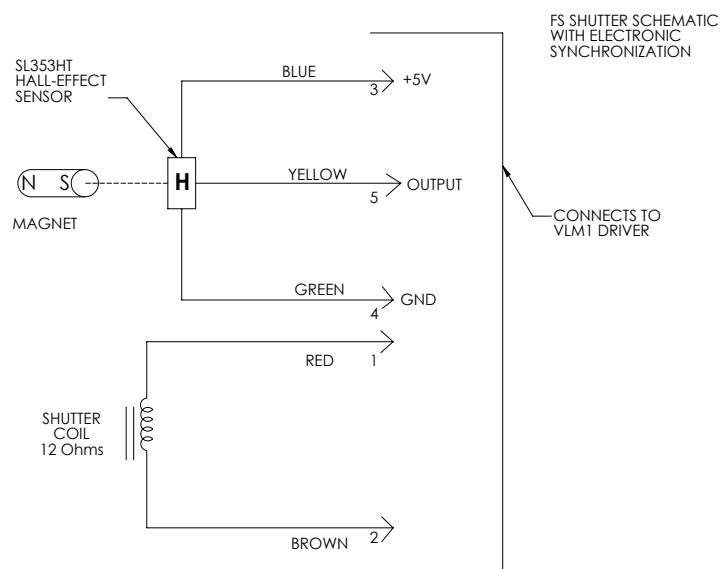 FS SHUTTER SCHEMATIC
WITH ELECTRONIC
SYNCHRONIZATION
SL353HT
HALL-EFFECT
SENSOR
BLUE
3
+5V
N S
H
YELLOW
5
OUTPUT
MAGNET
CONNECTS TO
VLM1 DRIVER
GREEN
4
GND
RED
1
SHUTTER
COIL
12 Ohms
BROWN
2